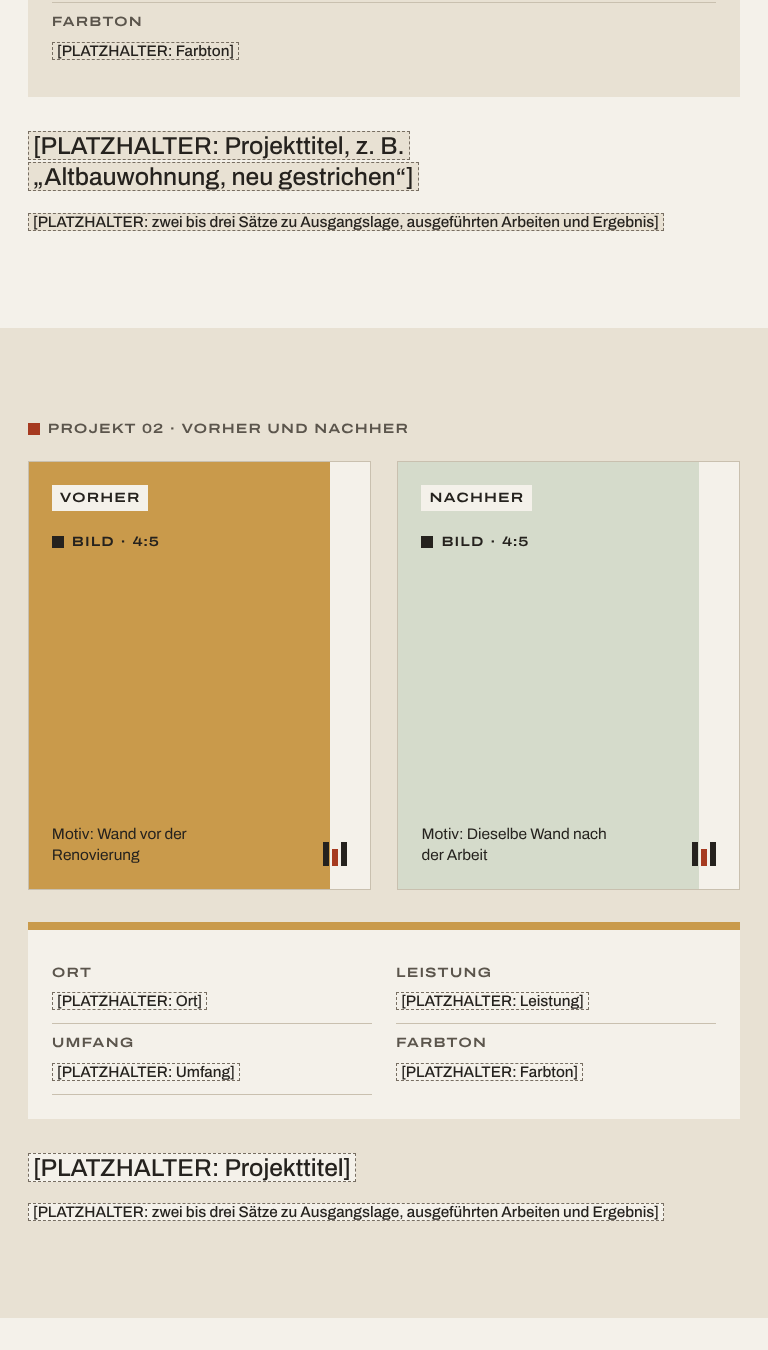 FARBTON
[PLATZHALTER: Farbton]
[PLATZHALTER: Projekttitel, z. B.
„Altbauwohnung, neu gestrichen“]
[PLATZHALTER: zwei bis drei Sätze zu Ausgangslage, ausgeführten Arbeiten und Ergebnis]
PROJEKT 02 · VORHER UND NACHHER
VORHER
BILD · 4:5
Motiv: Wand vor der
Renovierung
NACHHER
BILD · 4:5
Motiv: Dieselbe Wand nach
der Arbeit
ORT
[PLATZHALTER: Ort]
LEISTUNG
[PLATZHALTER: Leistung]
UMFANG
[PLATZHALTER: Umfang]
FARBTON
[PLATZHALTER: Farbton]
[PLATZHALTER: Projekttitel]
[PLATZHALTER: zwei bis drei Sätze zu Ausgangslage, ausgeführten Arbeiten und Ergebnis]